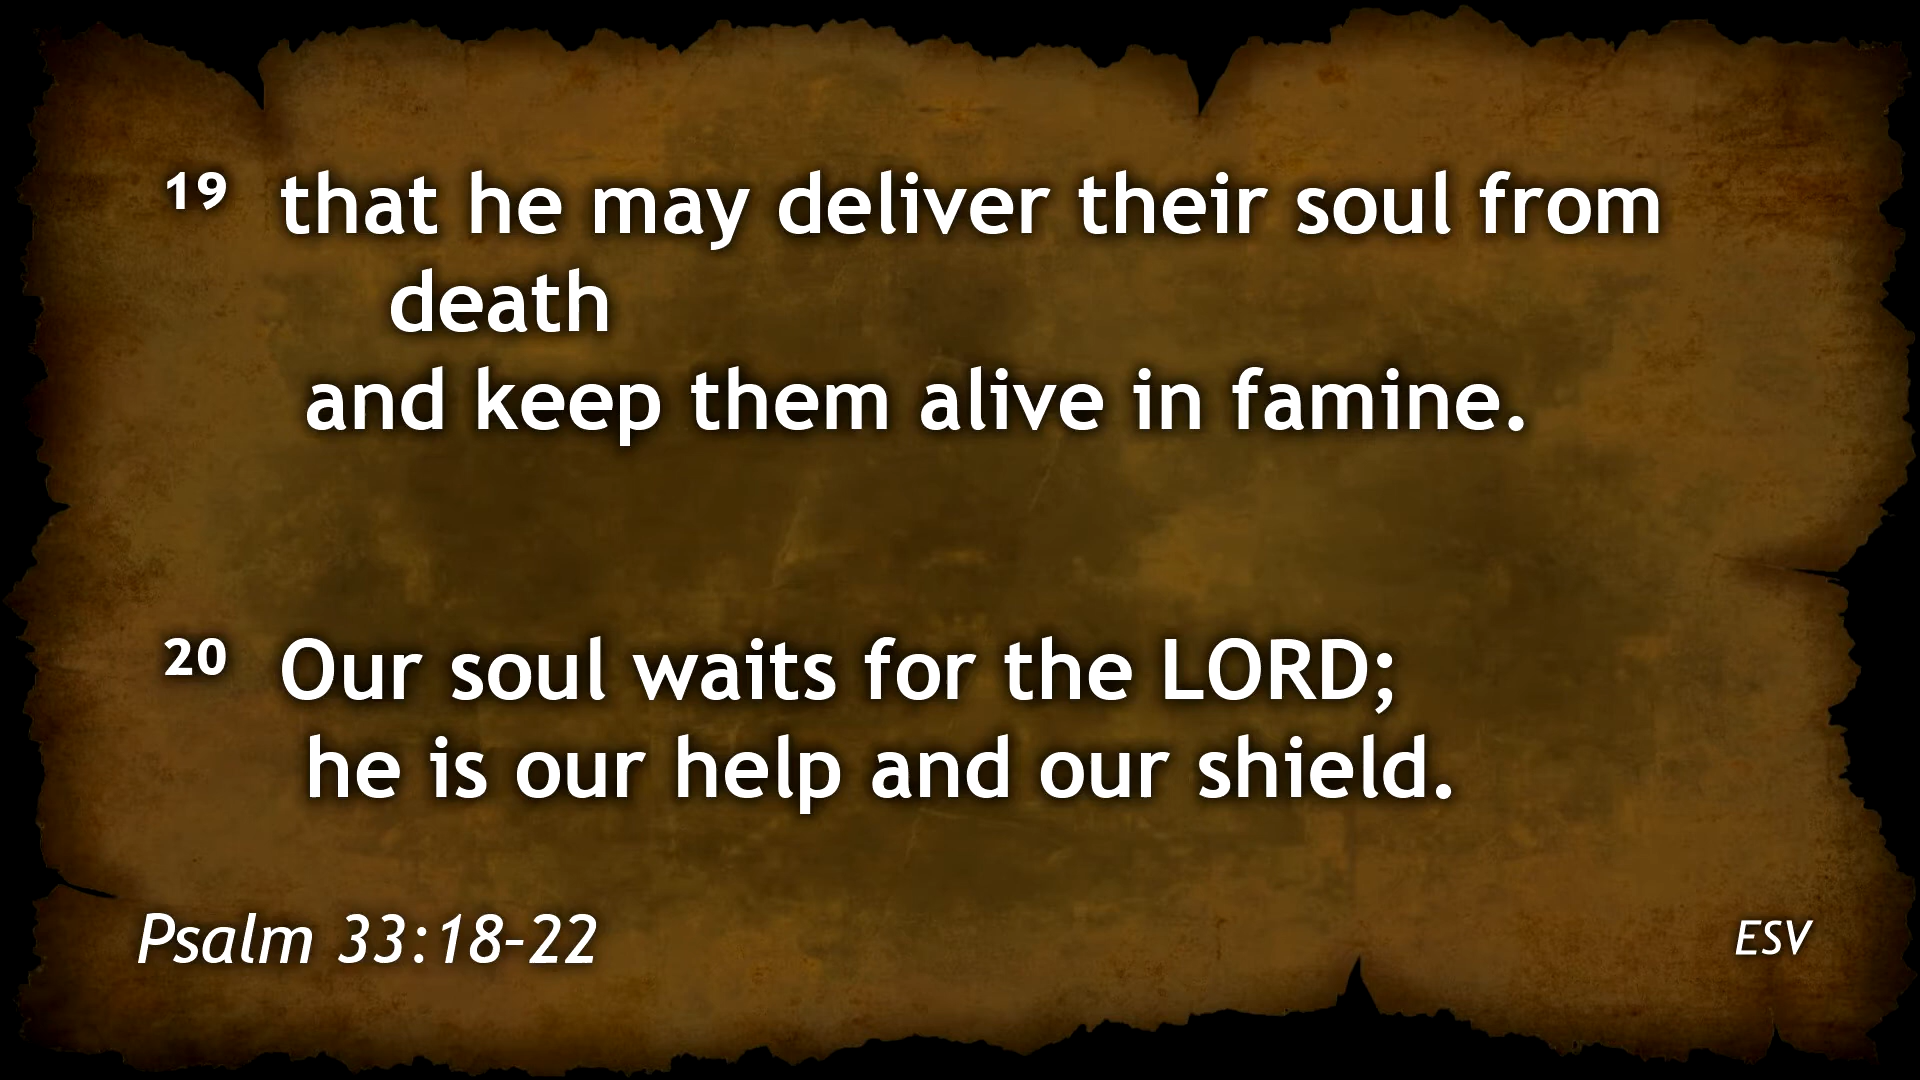 19 that he may deliver their soul from
death
and keep them alive in famine.
20 Our soul waits for the LORD;
he is our help and our shield.
Psalm 33:18–22
ESV